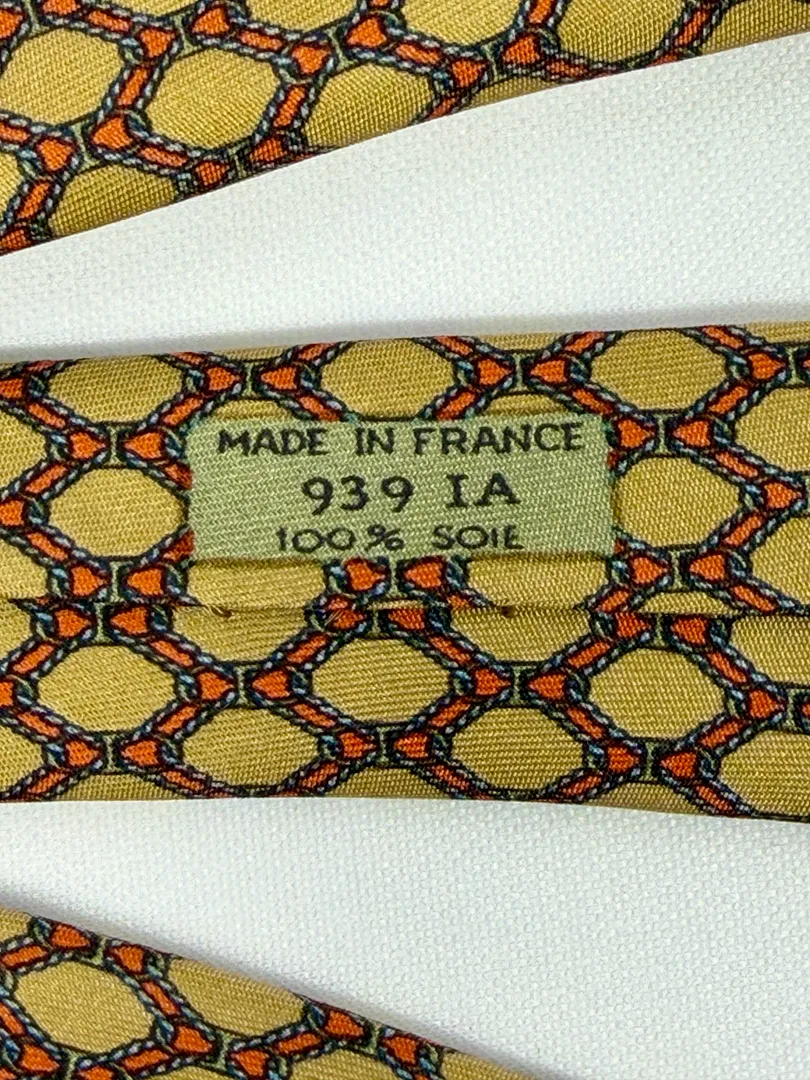 MADE IN FRANCE
939 IA
100% SOIE